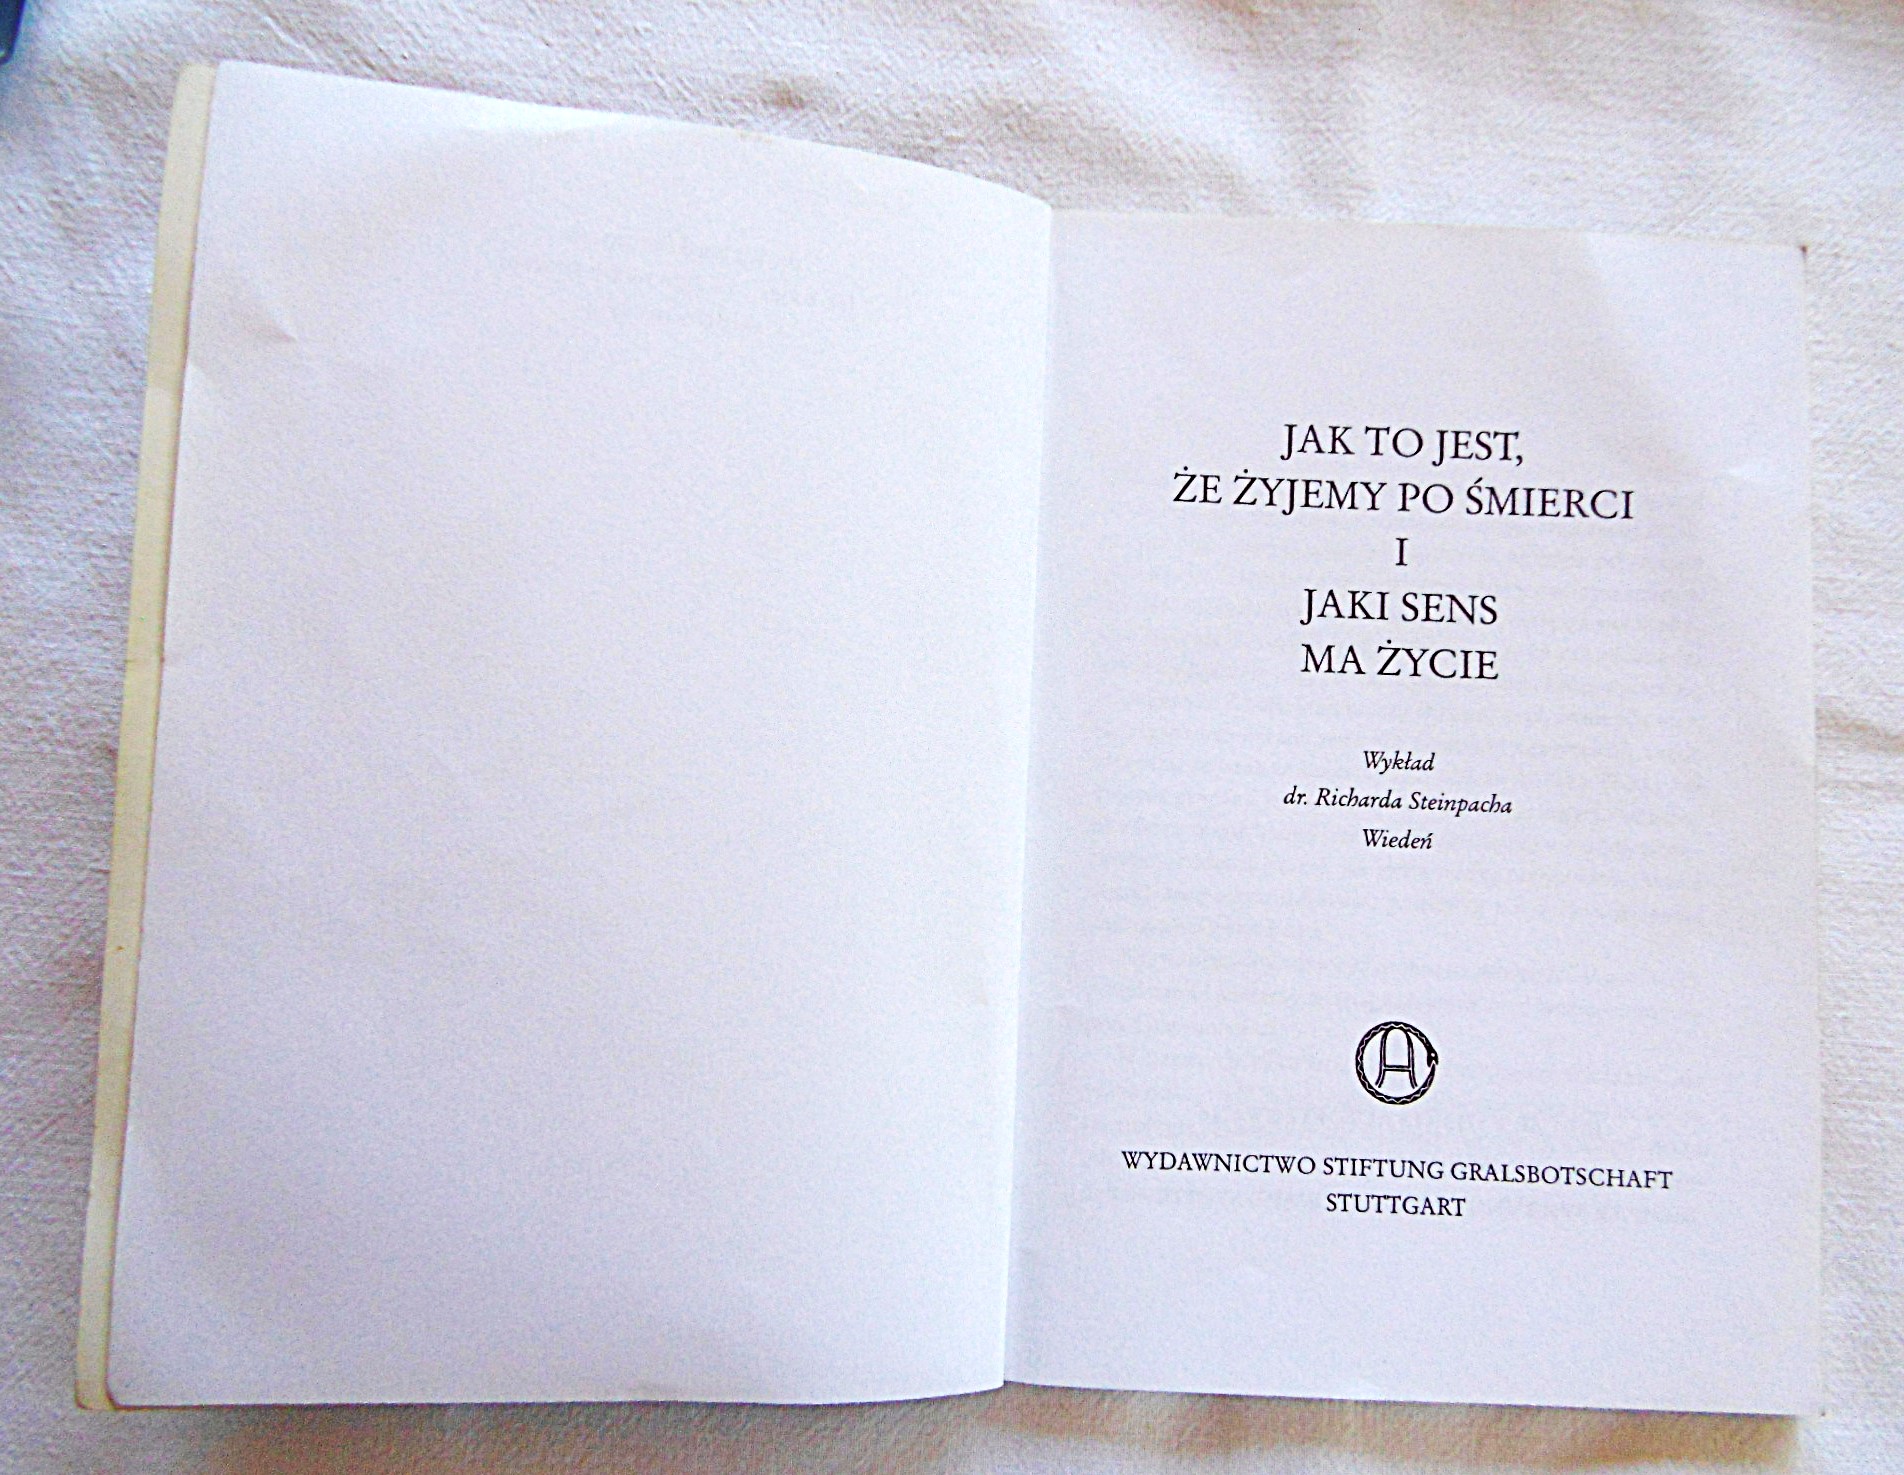 JAK TO JEST,
ŻE ŻYJEMY PO ŚMIERCI
I
JAKI SENS
MA ŻYCIE
Wykład
dr. Richarda Steinpacha
Wiedeń
A
WYDAWNICTWO STIFTUNG GRALSBOTSCHAFT
STUTTGART